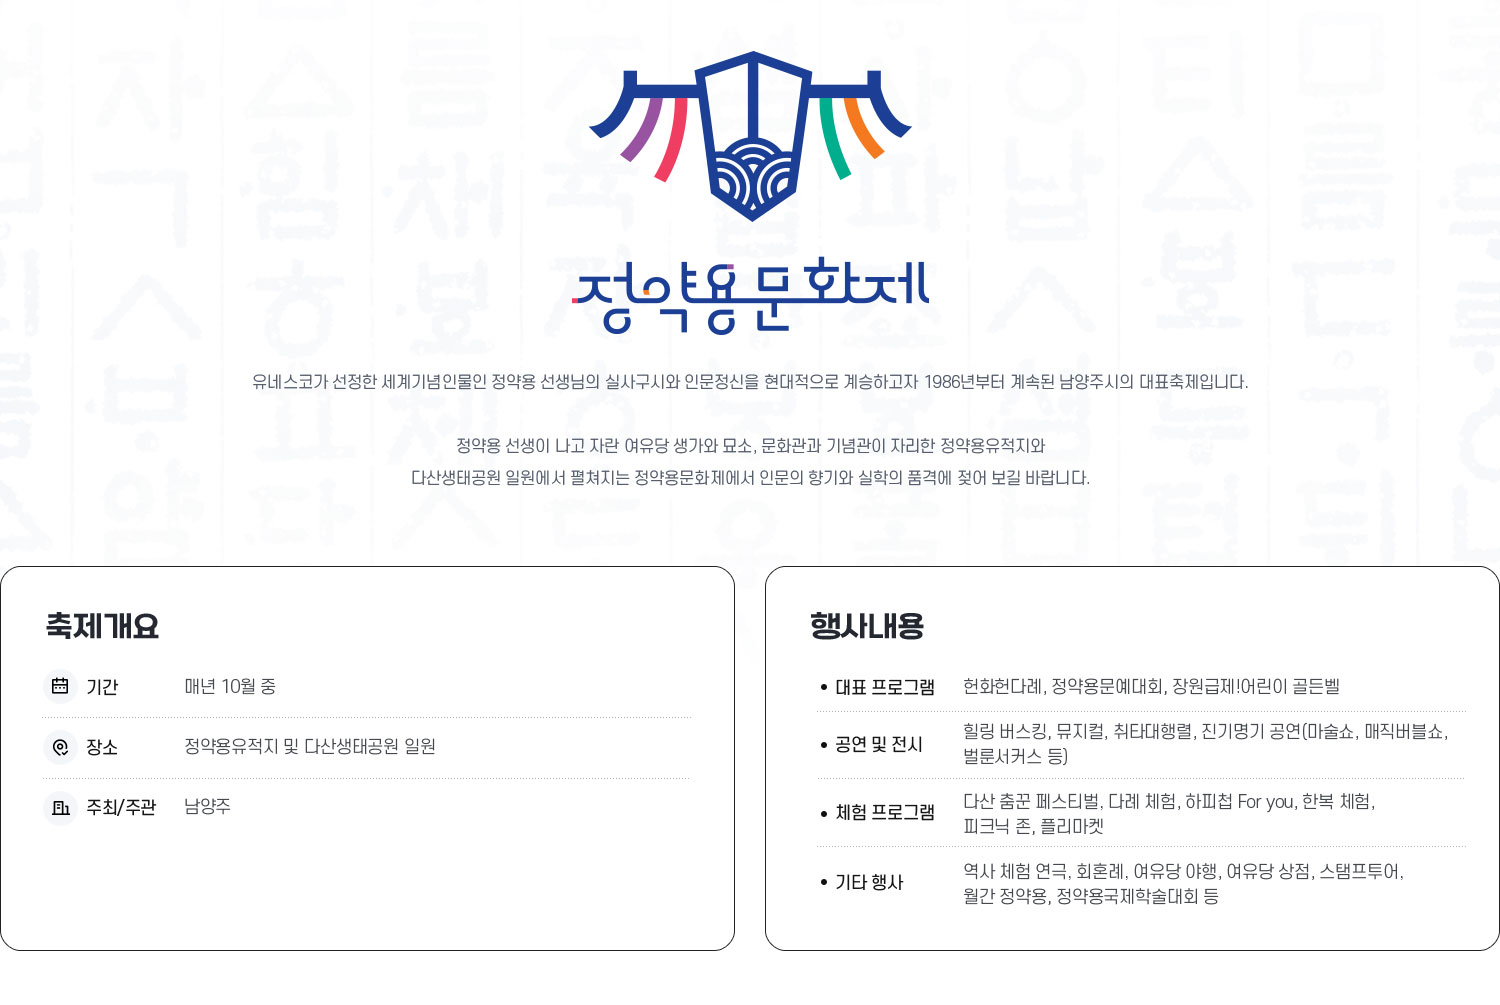 정약용문화제
유네스코가 선정한 세계기념인물인 정약용 선생님의 실사구시와 인문정신을 현대적으로 계승하고자 1986년부터 계속된 남양주시의 대표축제입니다.
정약용 선생이 나고 자란 여유당 생가와 묘소, 문화관과 기념관이 자리한 정약용유적지와
다산생태공원 일원에서 펼쳐지는 정약용문화제에서 인문의 향기와 실학의 품격에 젖어 보길 바랍니다.
축제개요
기간 매년 10월 중
장소 정약용유적지 및 다산생태공원 일원
주최/주관 남양주
행사내용
• 대표 프로그램 헌화헌다례, 정약용문예대회, 장원급제!어린이 골든벨
• 공연 및 전시 힐링 버스킹, 뮤지컬, 취타대행렬, 진기명기 공연(마술쇼, 매직버블쇼,
벌룬서커스 등)
• 체험 프로그램 다산 춤꾼 페스티벌, 다례 체험, 하피첩 For you, 한복 체험,
피크닉 존, 플리마켓
• 기타 행사 역사 체험 연극, 회혼례, 여유당 야행, 여유당 상점, 스탬프투어,
월간 정약용, 정약용국제학술대회 등